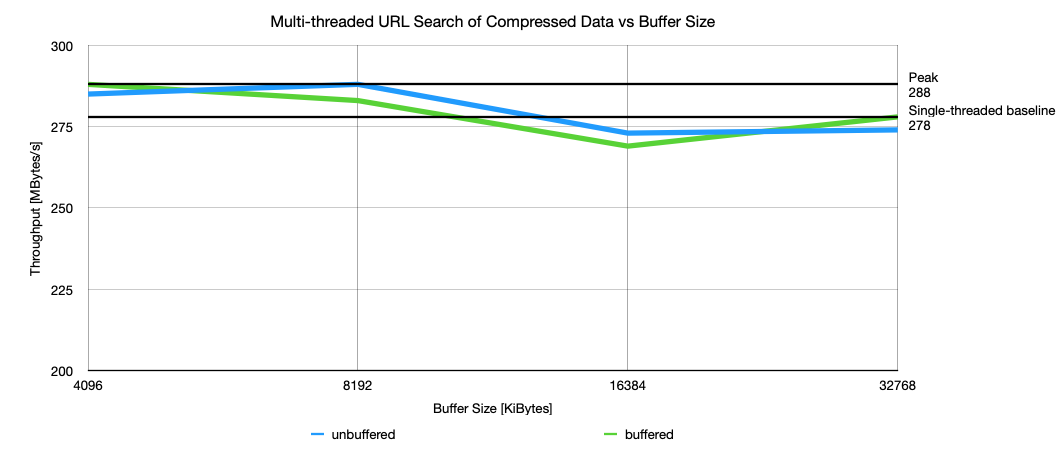 Multi-threaded URL Search of Compressed Data vs Buffer Size
Throughput [MBytes/s]
300
275
250
225
200
Peak
288
Single-threaded baseline
278
4096
8192
16384
32768
Buffer Size [KiBytes]
unbuffered
buffered